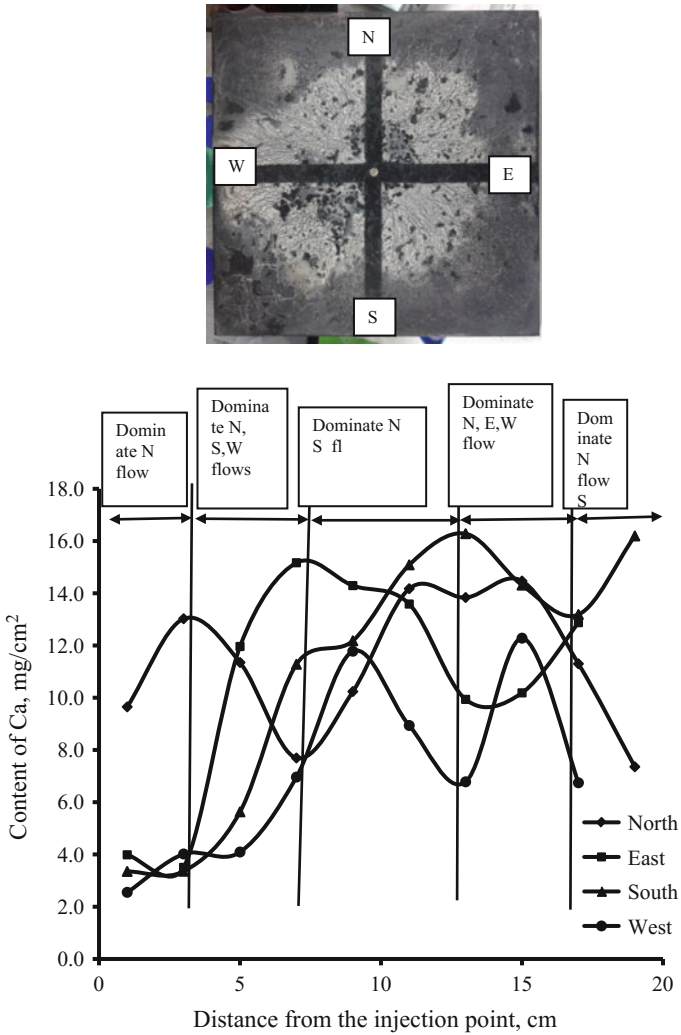 N
W
E
S
Domin
ate N
flow
Domina
te N,
S,W
flows
Dominate N
S fl
Dominate
N, E,W
flow
Dom
inate
N
flow
S
18.0
16.0
14.0
12.0
10.0
8.0
6.0
4.0
2.0
0.0
Content of Ca, mg/cm²
North
East
South
West
0
5
10
15
20
Distance from the injection point, cm